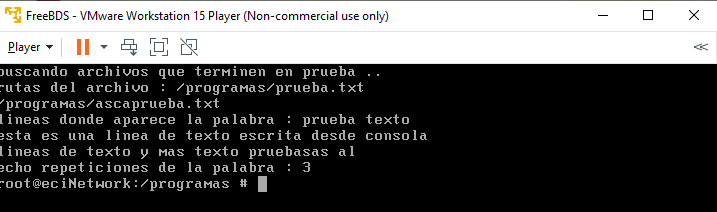 FreeBDS - VMware Workstation 15 Player (Non-commercial use only)
Player
buscando archivos que terminen en prueba ..
rutas del archivo : /programas/prueba.txt
/programas/ascaprueba.txt
lineas donde aparece la palabra : prueba texto
esta es una linea de texto escrita desde consola
lineas de texto y mas texto pruebasas al
echo repeticiones de la palabra : 3
root@eciNetwork:/programas #